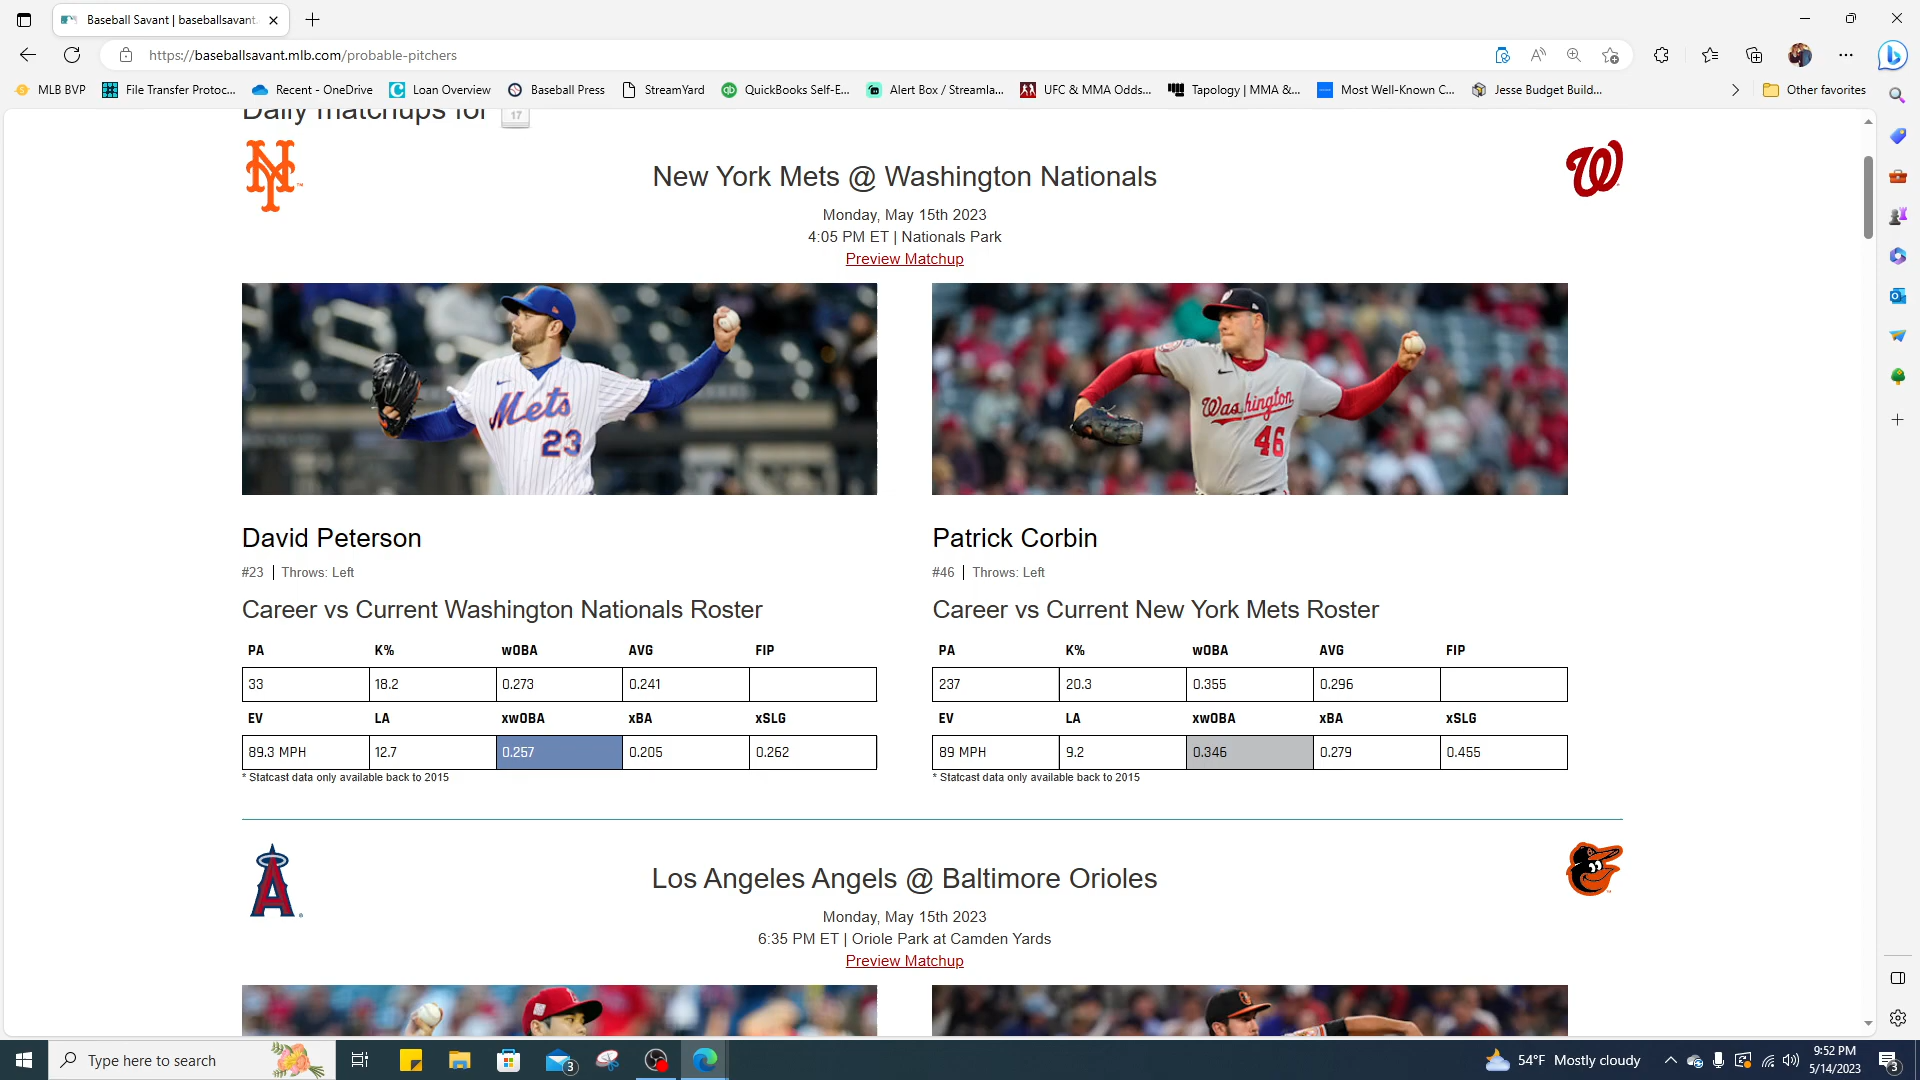 Baseball Savant | baseballsavant.
https://baseballsavant.mlb.com/probable-pitchers
MLB BVP
File Transfer Protoc...
Recent - OneDrive
Loan Overview
Baseball Press
StreamYard
QuickBooks Self-E...
Alert Box / Streamla...
UFC & MMA Odds...
Tapology | MMA &...
Most Well-Known C...
Jesse Budget Build...
Other favorites
Daily matchups for 17
New York Mets @ Washington Nationals
Monday, May 15th 2023
4:05 PM ET | Nationals Park
Preview Matchup
Mets
23
Washington
46
David Peterson
#23 | Throws: Left
Career vs Current Washington Nationals Roster
PA K% wOBA AVG FIP
33 18.2 0.273 0.241
EV LA xwOBA xBA xSLG
89.3 MPH 12.7 0.257 0.205 0.262
* Statcast data only available back to 2015
Patrick Corbin
#46 | Throws: Left
Career vs Current New York Mets Roster
PA K% wOBA AVG FIP
237 20.3 0.355 0.296
EV LA xwOBA xBA xSLG
89 MPH 9.2 0.346 0.279 0.455
* Statcast data only available back to 2015
Los Angeles Angels @ Baltimore Orioles
Monday, May 15th 2023
6:35 PM ET | Oriole Park at Camden Yards
Preview Matchup
Type here to search
3
54°F Mostly cloudy
9:52 PM
5/14/2023
3